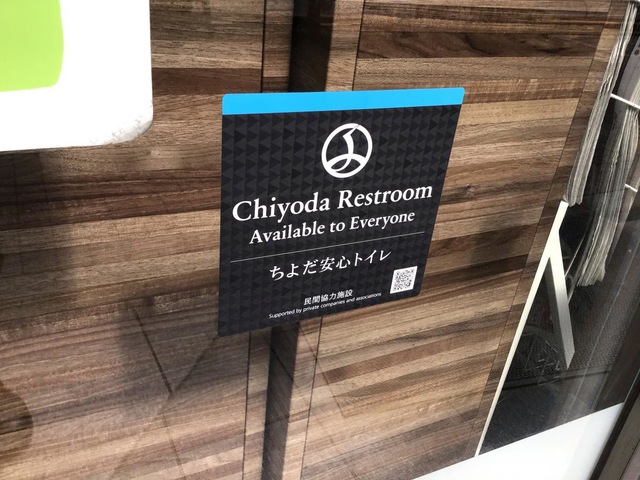 Chiyoda Restroom
Available to Everyone
ちよだ安心トイレ
民間協力施設
Supported by private companies and associations